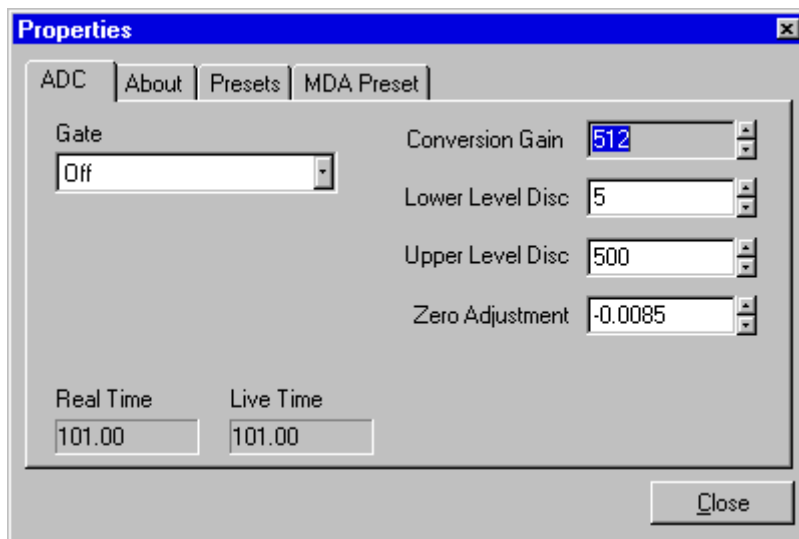 Properties
ADC About Presets MDA Preset
Gate
Off
Conversion Gain 512
Lower Level Disc 5
Upper Level Disc 500
Zero Adjustment -0.0085
Real Time Live Time
101.00 101.00
Close